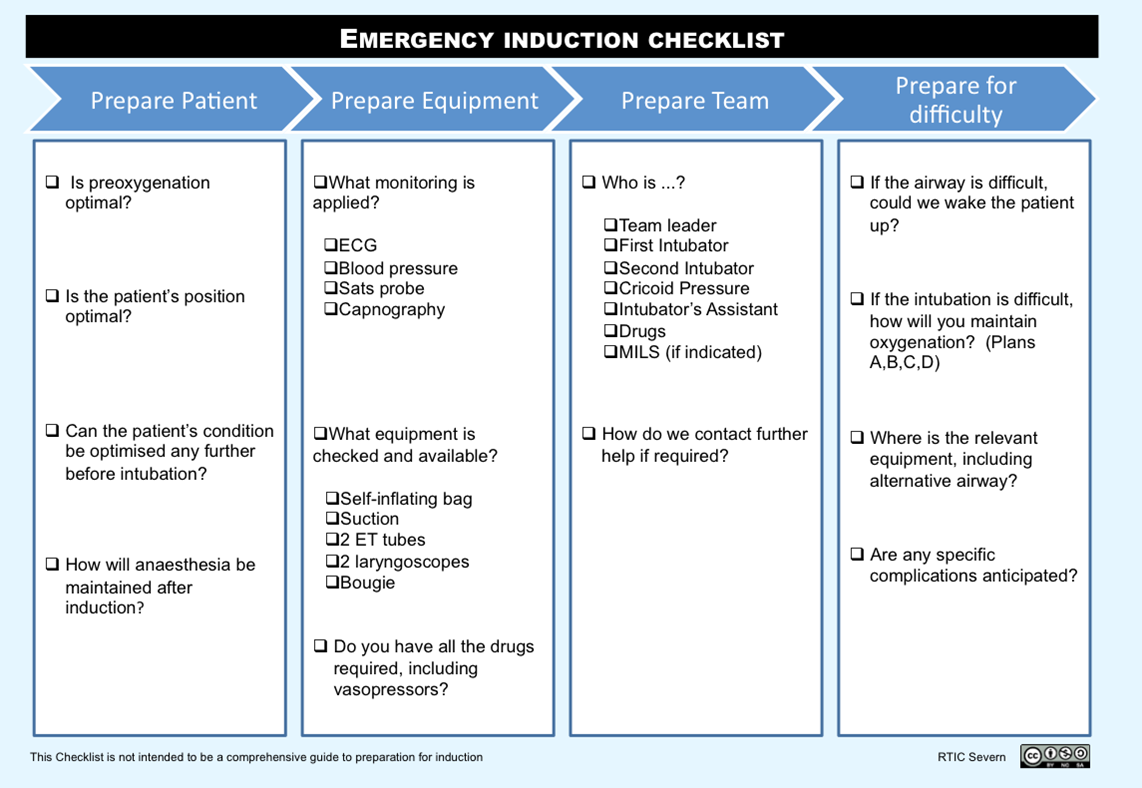 EMERGENCY INDUCTION CHECKLIST
Prepare Patient
Prepare Equipment
Prepare Team
Prepare for
difficulty
❑ Is preoxygenation
optimal?
❑ Is the patient’s position
optimal?
❑ Can the patient’s condition
be optimised any further
before intubation?
❑ How will anaesthesia be
maintained after
induction?
❑What monitoring is
applied?
❑ECG
❑Blood pressure
❑Sats probe
❑Capnography
❑What equipment is
checked and available?
❑Self-inflating bag
❑Suction
❑2 ET tubes
❑2 laryngoscopes
❑Bougie
❑ Do you have all the drugs
required, including
vasopressors?
❑ Who is ...?
❑Team leader
❑First Intubator
❑Second Intubator
❑Cricoid Pressure
❑Intubator’s Assistant
❑Drugs
❑MILS (if indicated)
❑ How do we contact further
help if required?
❑ If the airway is difficult,
could we wake the patient
up?
❑ If the intubation is difficult,
how will you maintain
oxygenation? (Plans
A,B,C,D)
❑ Where is the relevant
equipment, including
alternative airway?
❑ Are any specific
complications anticipated?
This Checklist is not intended to be a comprehensive guide to preparation for induction
RTIC Severn
cc
BY NC SA